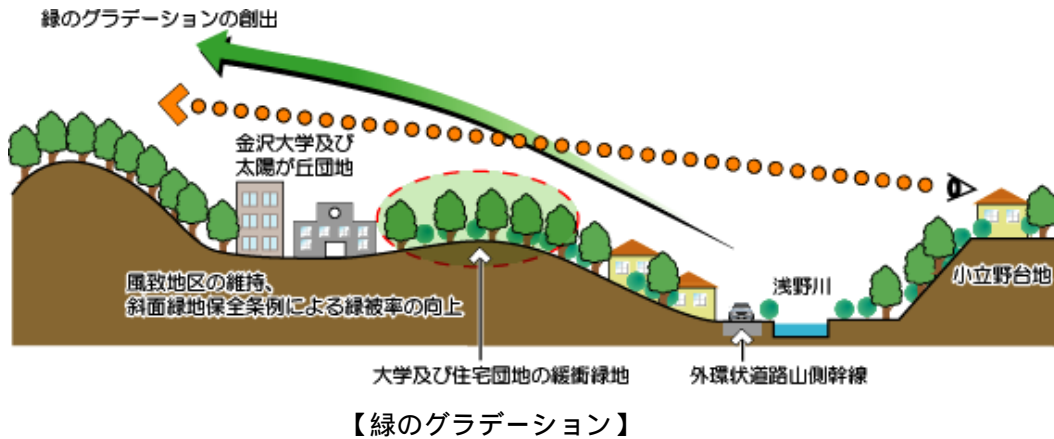 緑のグラデーションの創出
金沢大学及び
太陽が丘団地
風致地区の維持、
斜面緑地保全条例による緑被率の向上
浅野川
小立野台地
大学及び住宅団地の緩衝緑地
外環状道路山側幹線
【緑のグラデーション】